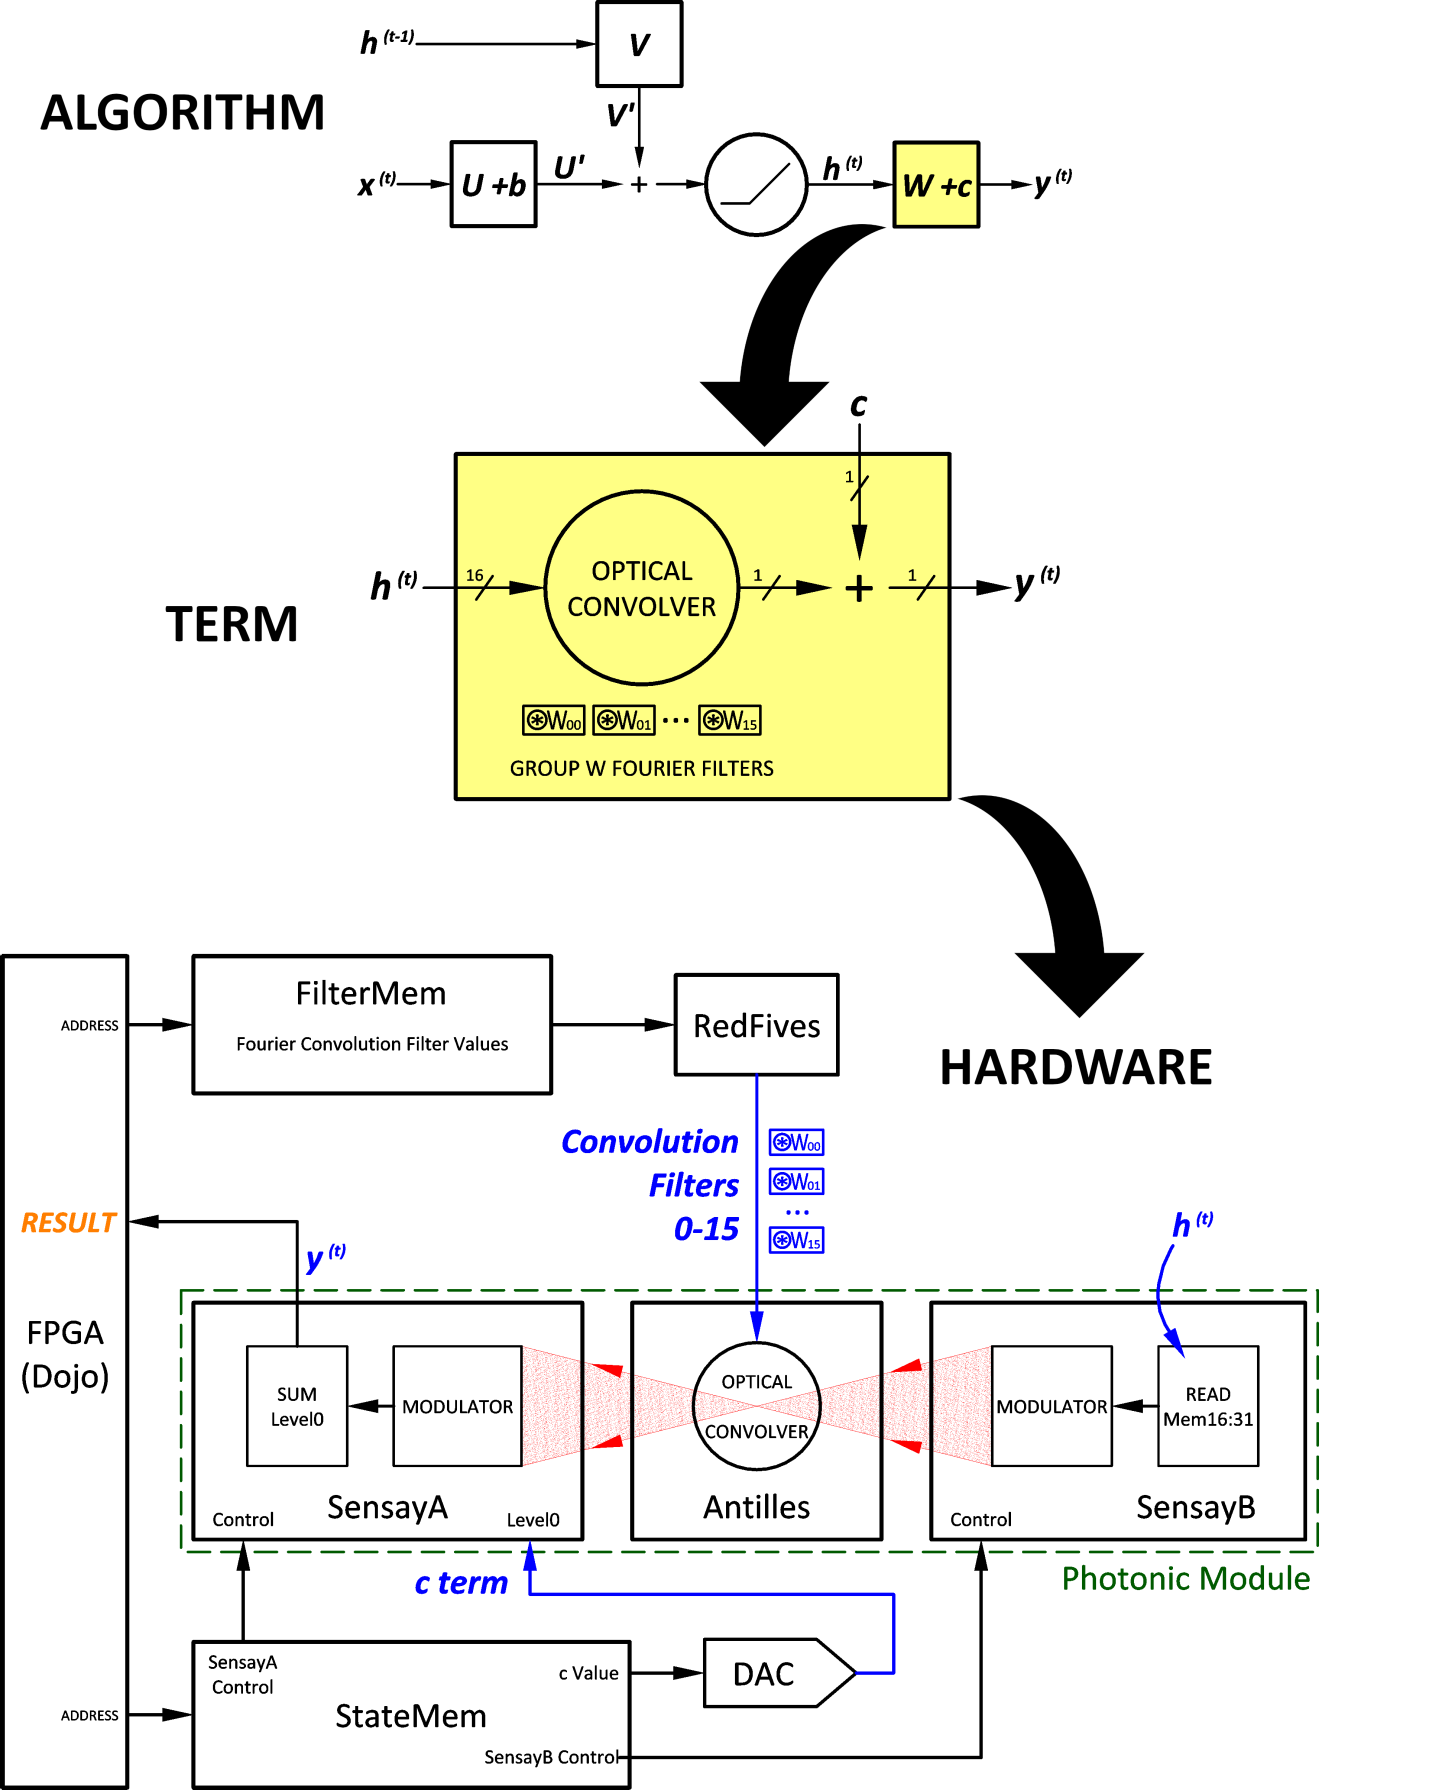 h (t-1)
V
ALGORITHM
V'
x (t)
U +b
U'
+
h (t)
W +c
y (t)
c
1
h (t)
16
OPTICAL
CONVOLVER
1
+
1
y (t)
TERM
⊛W00 ⊛W01 ··· ⊛W15
GROUP W FOURIER FILTERS
FilterMem
Fourier Convolution Filter Values
ADDRESS
RedFives
HARDWARE
Convolution
Filters
0-15
⊛W00
⊛W01
...
⊛W15
RESULT
y (t)
h (t)
FPGA
(Dojo)
SUM
Level0
MODULATOR
OPTICAL
CONVOLVER
MODULATOR
READ
Mem16:31
SensayA
Control
Level0
Antilles
SensayB
Control
c term
Photonic Module
SensayA
Control
c Value
DAC
StateMem
ADDRESS
SensayB Control